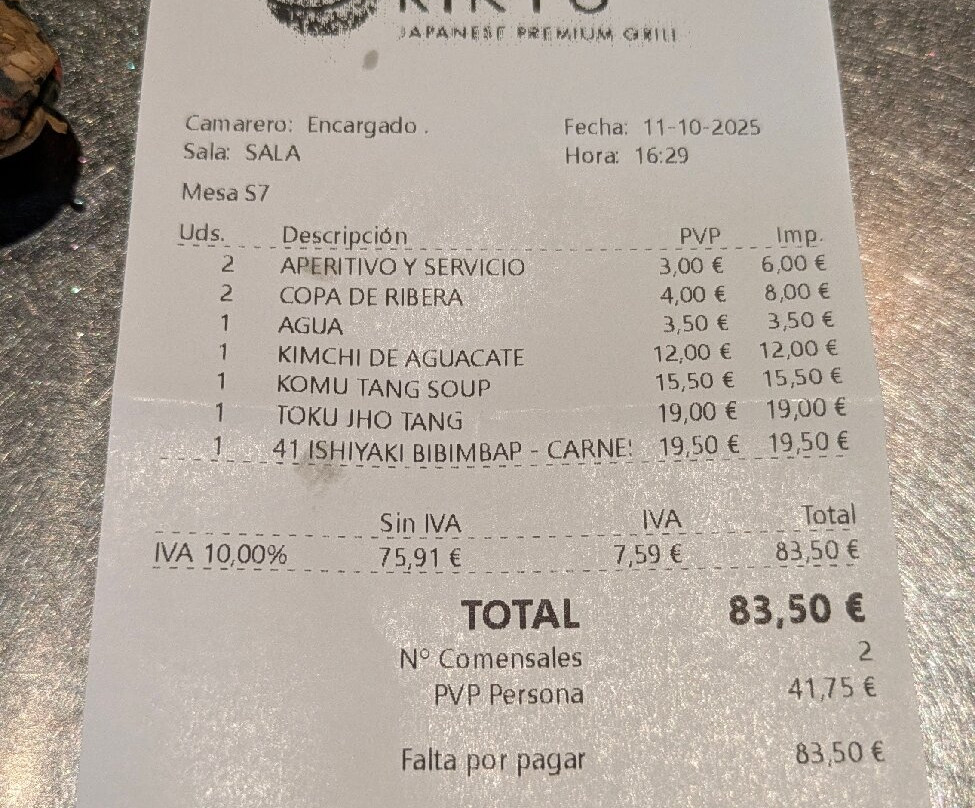 JAPANESE PREMIUM GRILL
Camarero: Encargado .
Fecha: 11-10-2025
Sala: SALA
Hora: 16:29
Mesa S7
Uds. Descripción PVP Imp.
2 APERITIVO Y SERVICIO 3,00 € 6,00 €
2 COPA DE RIBERA 4,00 € 8,00 €
1 AGUA 3,50 € 3,50 €
1 KIMCHI DE AGUACATE 12,00 € 12,00 €
1 KOMU TANG SOUP 15,50 € 15,50 €
1 TOKU JHO TANG 19,00 € 19,00 €
1 41 ISHIYAKI BIBIMBAP - CARNE! 19,50 € 19,50 €
Sin IVA IVA Total
IVA 10,00% 75,91 € 7,59 € 83,50 €
TOTAL 83,50 €
Nº Comensales 2
PVP Persona 41,75 €
Falta por pagar 83,50 €